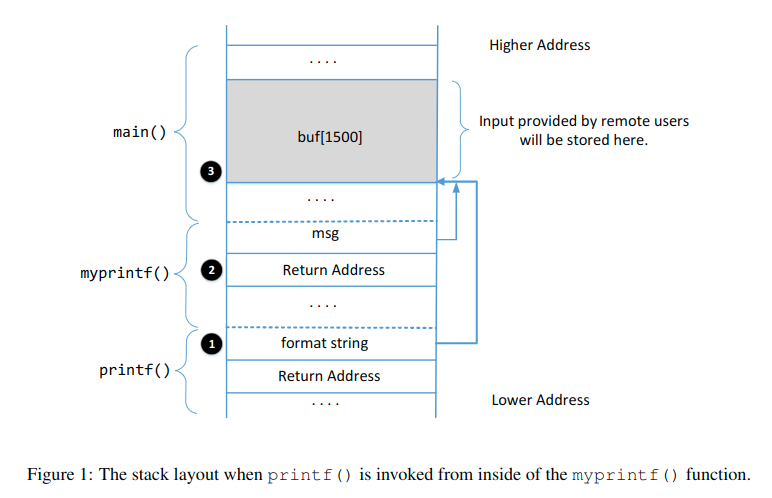 Higher Address
....
main()
buf[1500]
Input provided by remote users
will be stored here.
3
....
msg
myprintf()
2
Return Address
....
1
format string
printf()
Return Address
....
Lower Address
Figure 1: The stack layout when printf() is invoked from inside of the myprintf() function.